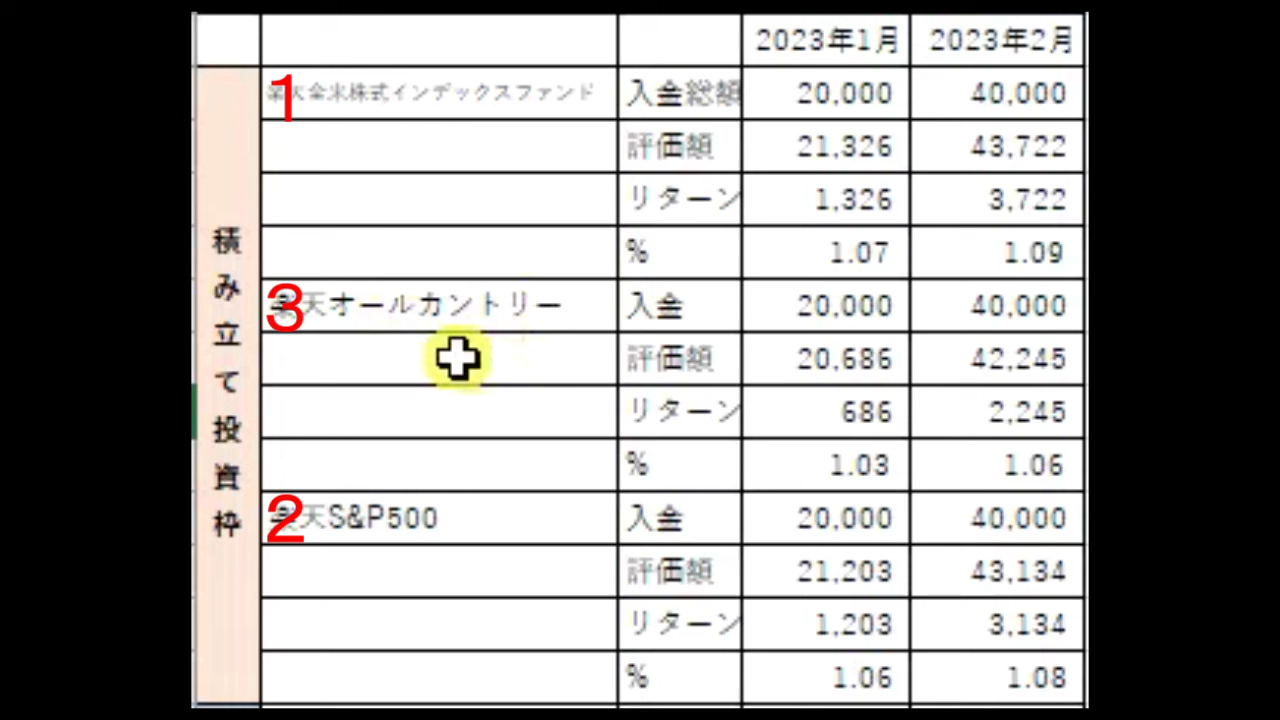 2023年1月 2023年2月
1 楽天全米株式インデックスファンド 入金総額 20,000 40,000
評価額 21,326 43,722
リターン 1,326 3,722
% 1.07 1.09
3 楽天オールカントリー 入金 20,000 40,000
評価額 20,686 42,245
リターン 686 2,245
% 1.03 1.06
2 楽天S&P500 入金 20,000 40,000
評価額 21,203 43,134
リターン 1,203 3,134
% 1.06 1.08
積み立て投資枠